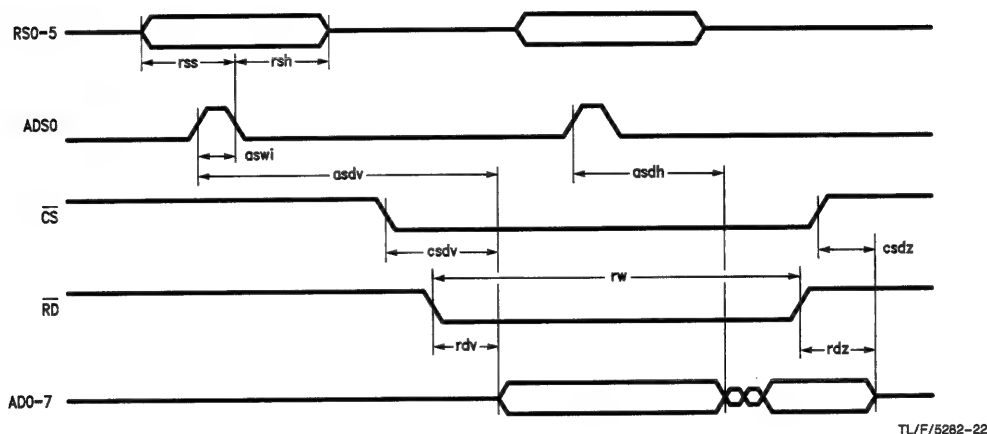 RS0-5
rss
rsh
ADS0
aswi
asdv
asdh
CS
csdv
csdz
rw
RD
rdv
rdz
AD0-7
TL/F/5282-22